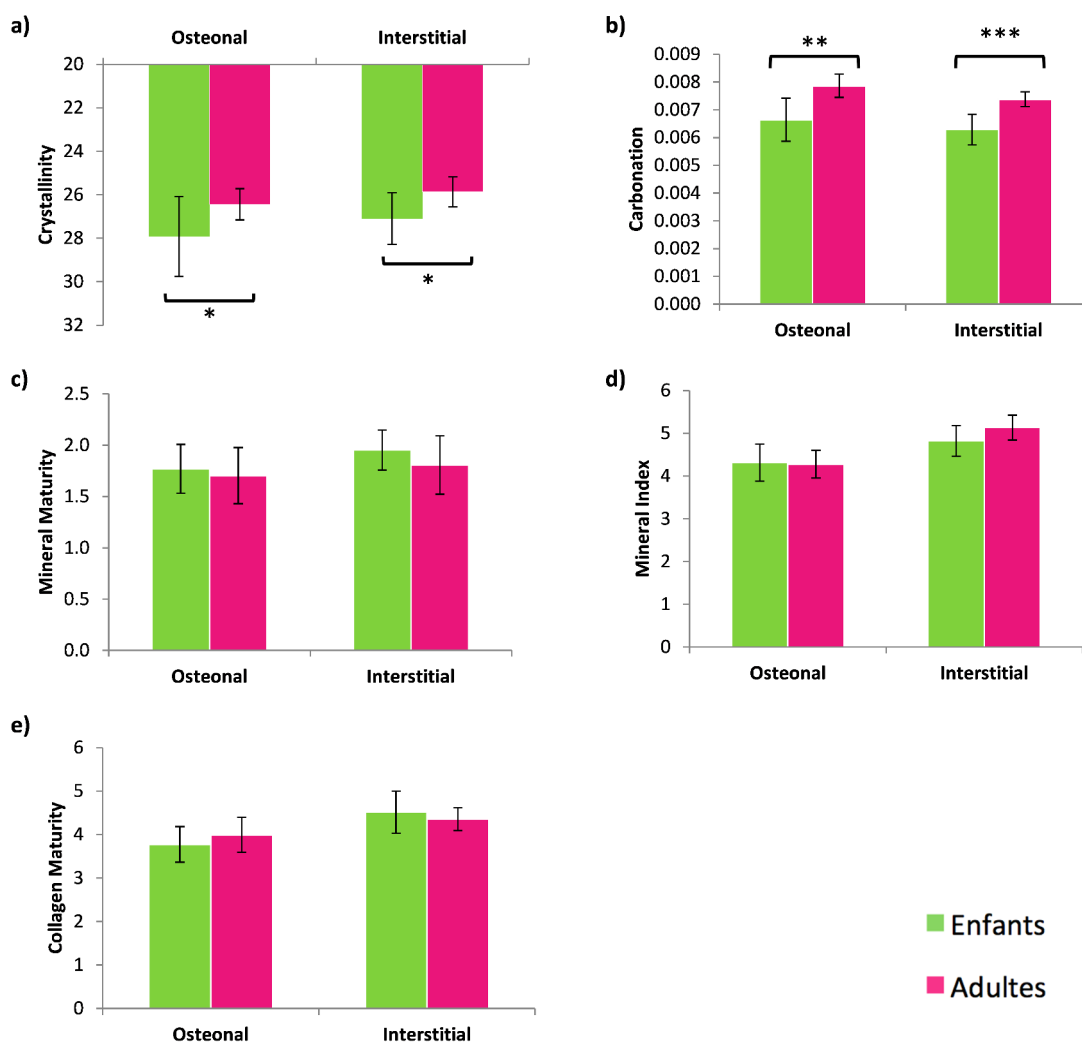 a)
Osteonal
Interstitial
20
22
24
26
28
30
32
Crystallinity
*
*
b)
0.009
0.008
0.007
0.006
0.005
0.004
0.003
0.002
0.001
0.000
Carbonation
**
***
Osteonal
Interstitial
c)
2.5
2.0
1.5
1.0
0.5
0.0
Mineral Maturity
Osteonal
Interstitial
d)
6
5
4
3
2
1
0
Mineral Index
Osteonal
Interstitial
e)
6
5
4
3
2
1
0
Collagen Maturity
Osteonal
Interstitial
Enfants
Adultes